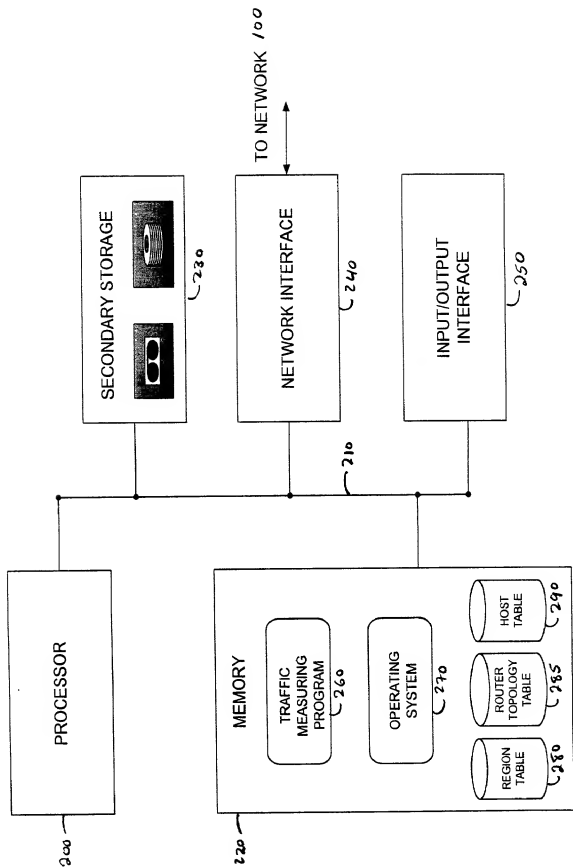 PROCESSOR
200
MEMORY
220
TRAFFIC
MEASURING
PROGRAM
260
OPERATING
SYSTEM
270
REGION
TABLE
280
ROUTER
TOPOLOGY
TABLE
285
HOST
TABLE
290
210
SECONDARY STORAGE
230
NETWORK INTERFACE
240
TO NETWORK 100
INPUT/OUTPUT
INTERFACE
250